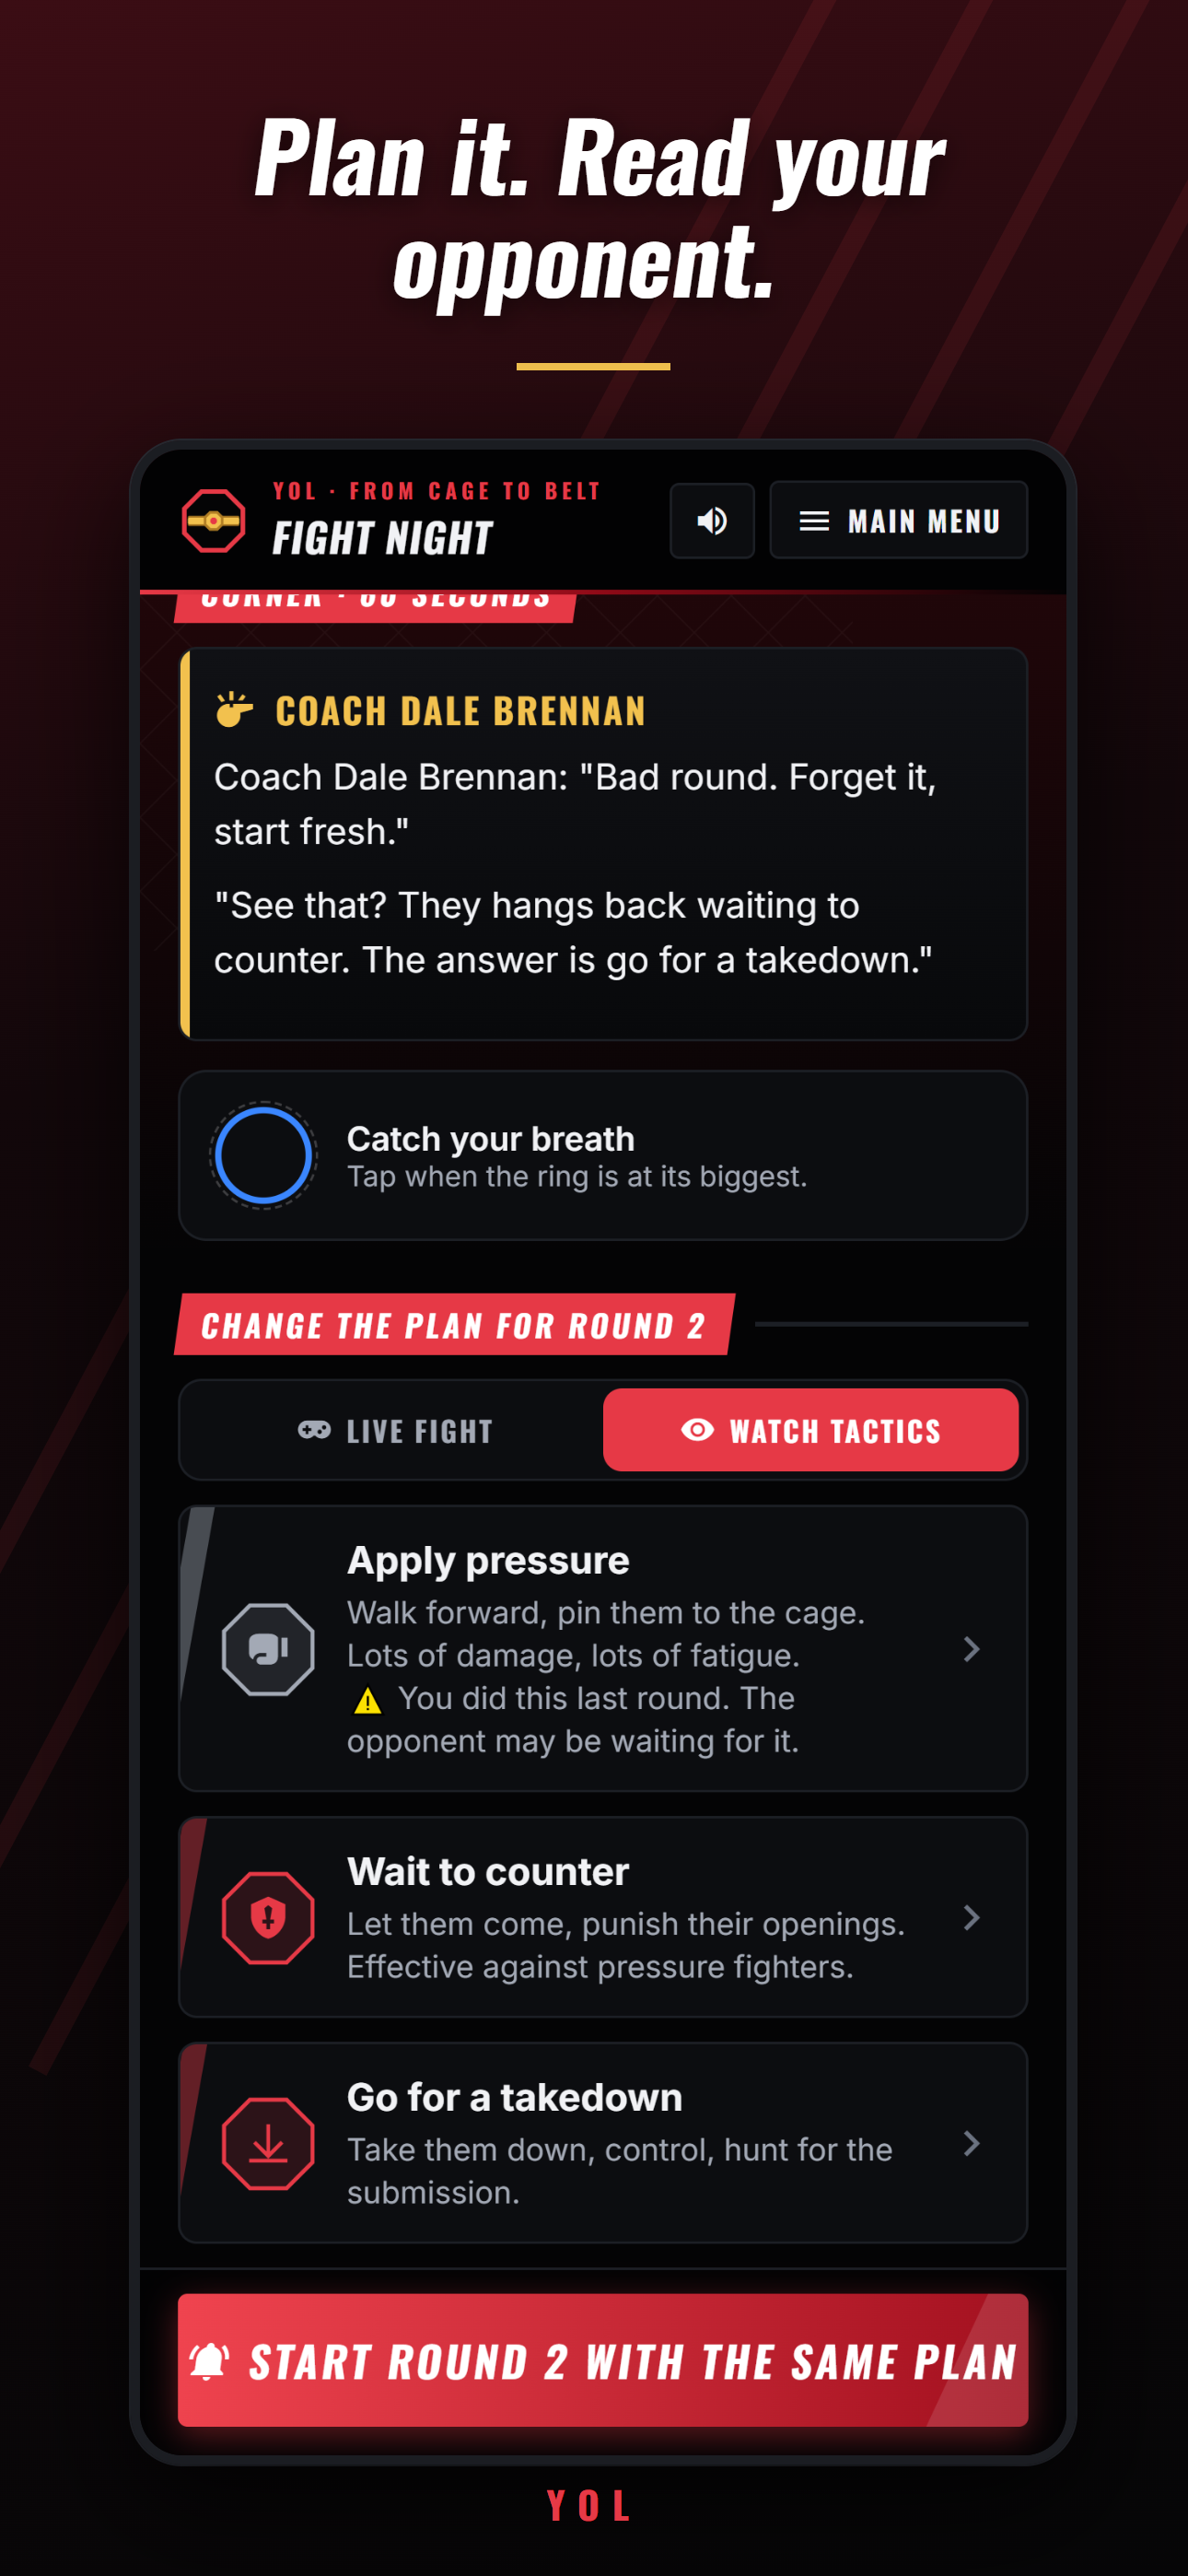 Plan it. Read your
opponent.
YOL · FROM CAGE TO BELT
FIGHT NIGHT
MAIN MENU
CORNER · 60 SECONDS
COACH DALE BRENNAN
Coach Dale Brennan: "Bad round. Forget it,
start fresh."
"See that? They hangs back waiting to
counter. The answer is go for a takedown."
Catch your breath
Tap when the ring is at its biggest.
CHANGE THE PLAN FOR ROUND 2
LIVE FIGHT
WATCH TACTICS
Apply pressure
Walk forward, pin them to the cage.
Lots of damage, lots of fatigue.
⚠️ You did this last round. The
opponent may be waiting for it.
Wait to counter
Let them come, punish their openings.
Effective against pressure fighters.
Go for a takedown
Take them down, control, hunt for the
submission.
START ROUND 2 WITH THE SAME PLAN
YOL